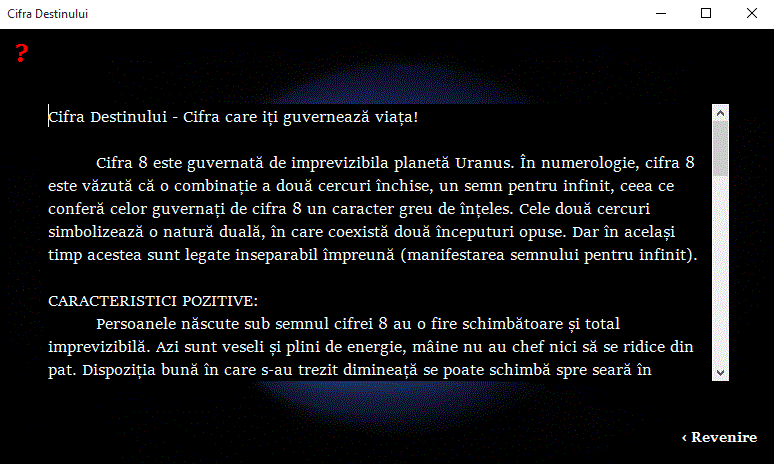 Cifra Destinului
?
Cifra Destinului - Cifra care iți guvernează viața!
Cifra 8 este guvernată de imprevizibila planetă Uranus. În numerologie, cifra 8
este văzută că o combinație a două cercuri închise, un semn pentru infinit, ceea ce
conferă celor guvernați de cifra 8 un caracter greu de înțeles. Cele două cercuri
simbolizează o natură duală, în care coexistă două începuturi opuse. Dar în același
timp acestea sunt legate inseparabil împreună (manifestarea semnului pentru infinit).
CARACTERISTICI POZITIVE:
Persoanele născute sub semnul cifrei 8 au o fire schimbătoare și total
imprevizibilă. Azi sunt veseli și plini de energie, mâine nu au chef nici să se ridice din
pat. Dispoziția bună în care s-au trezit dimineață se poate schimbă spre seară în
‹ Revenire